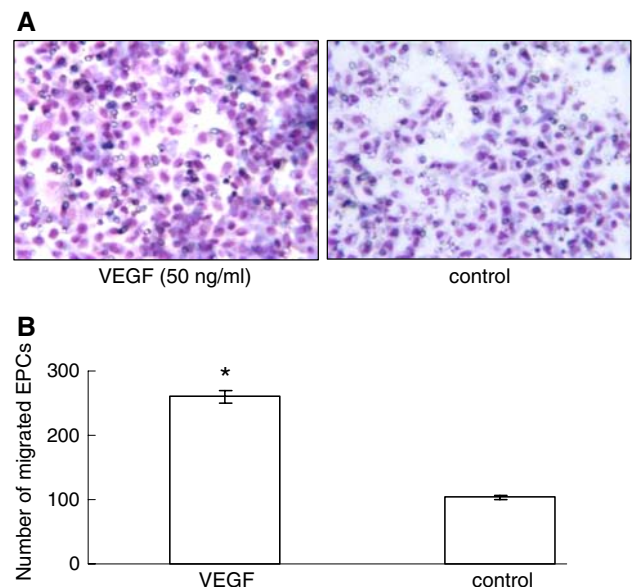 A
VEGF (50 ng/ml)
control
B
Number of migrated EPCs
300
200
100
0
*
VEGF
control